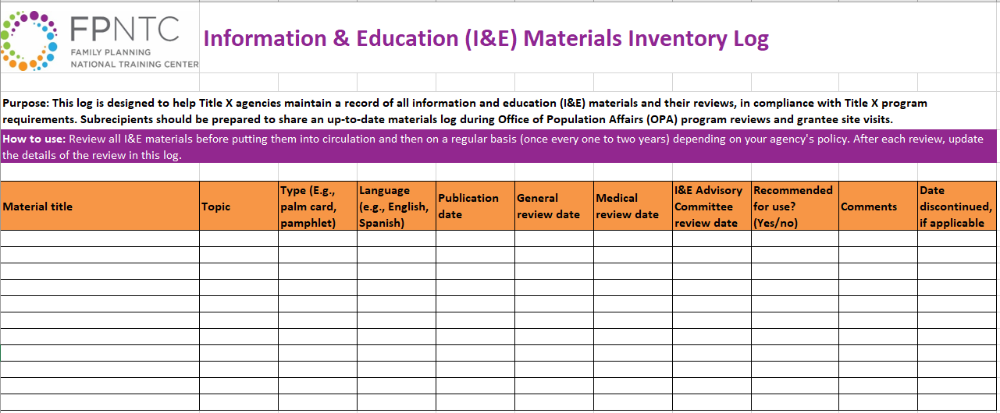 FPNTC
FAMILY PLANNING
NATIONAL TRAINING CENTER
Information & Education (I&E) Materials Inventory Log
Purpose: This log is designed to help Title X agencies maintain a record of all information and education (I&E) materials and their reviews, in compliance with Title X program
requirements. Subrecipients should be prepared to share an up-to-date materials log during Office of Population Affairs (OPA) program reviews and grantee site visits.
How to use: Review all I&E materials before putting them into circulation and then on a regular basis (once every one to two years) depending on your agency's policy. After each review, update
the details of the review in this log.
Material title
Topic
Type (E.g.,
palm card,
pamphlet)
Language
(e.g., English,
Spanish)
Publication
date
General
review date
Medical
review date
I&E Advisory
Committee
review date
Recommended
for use?
(Yes/no)
Comments
Date
discontinued,
if applicable